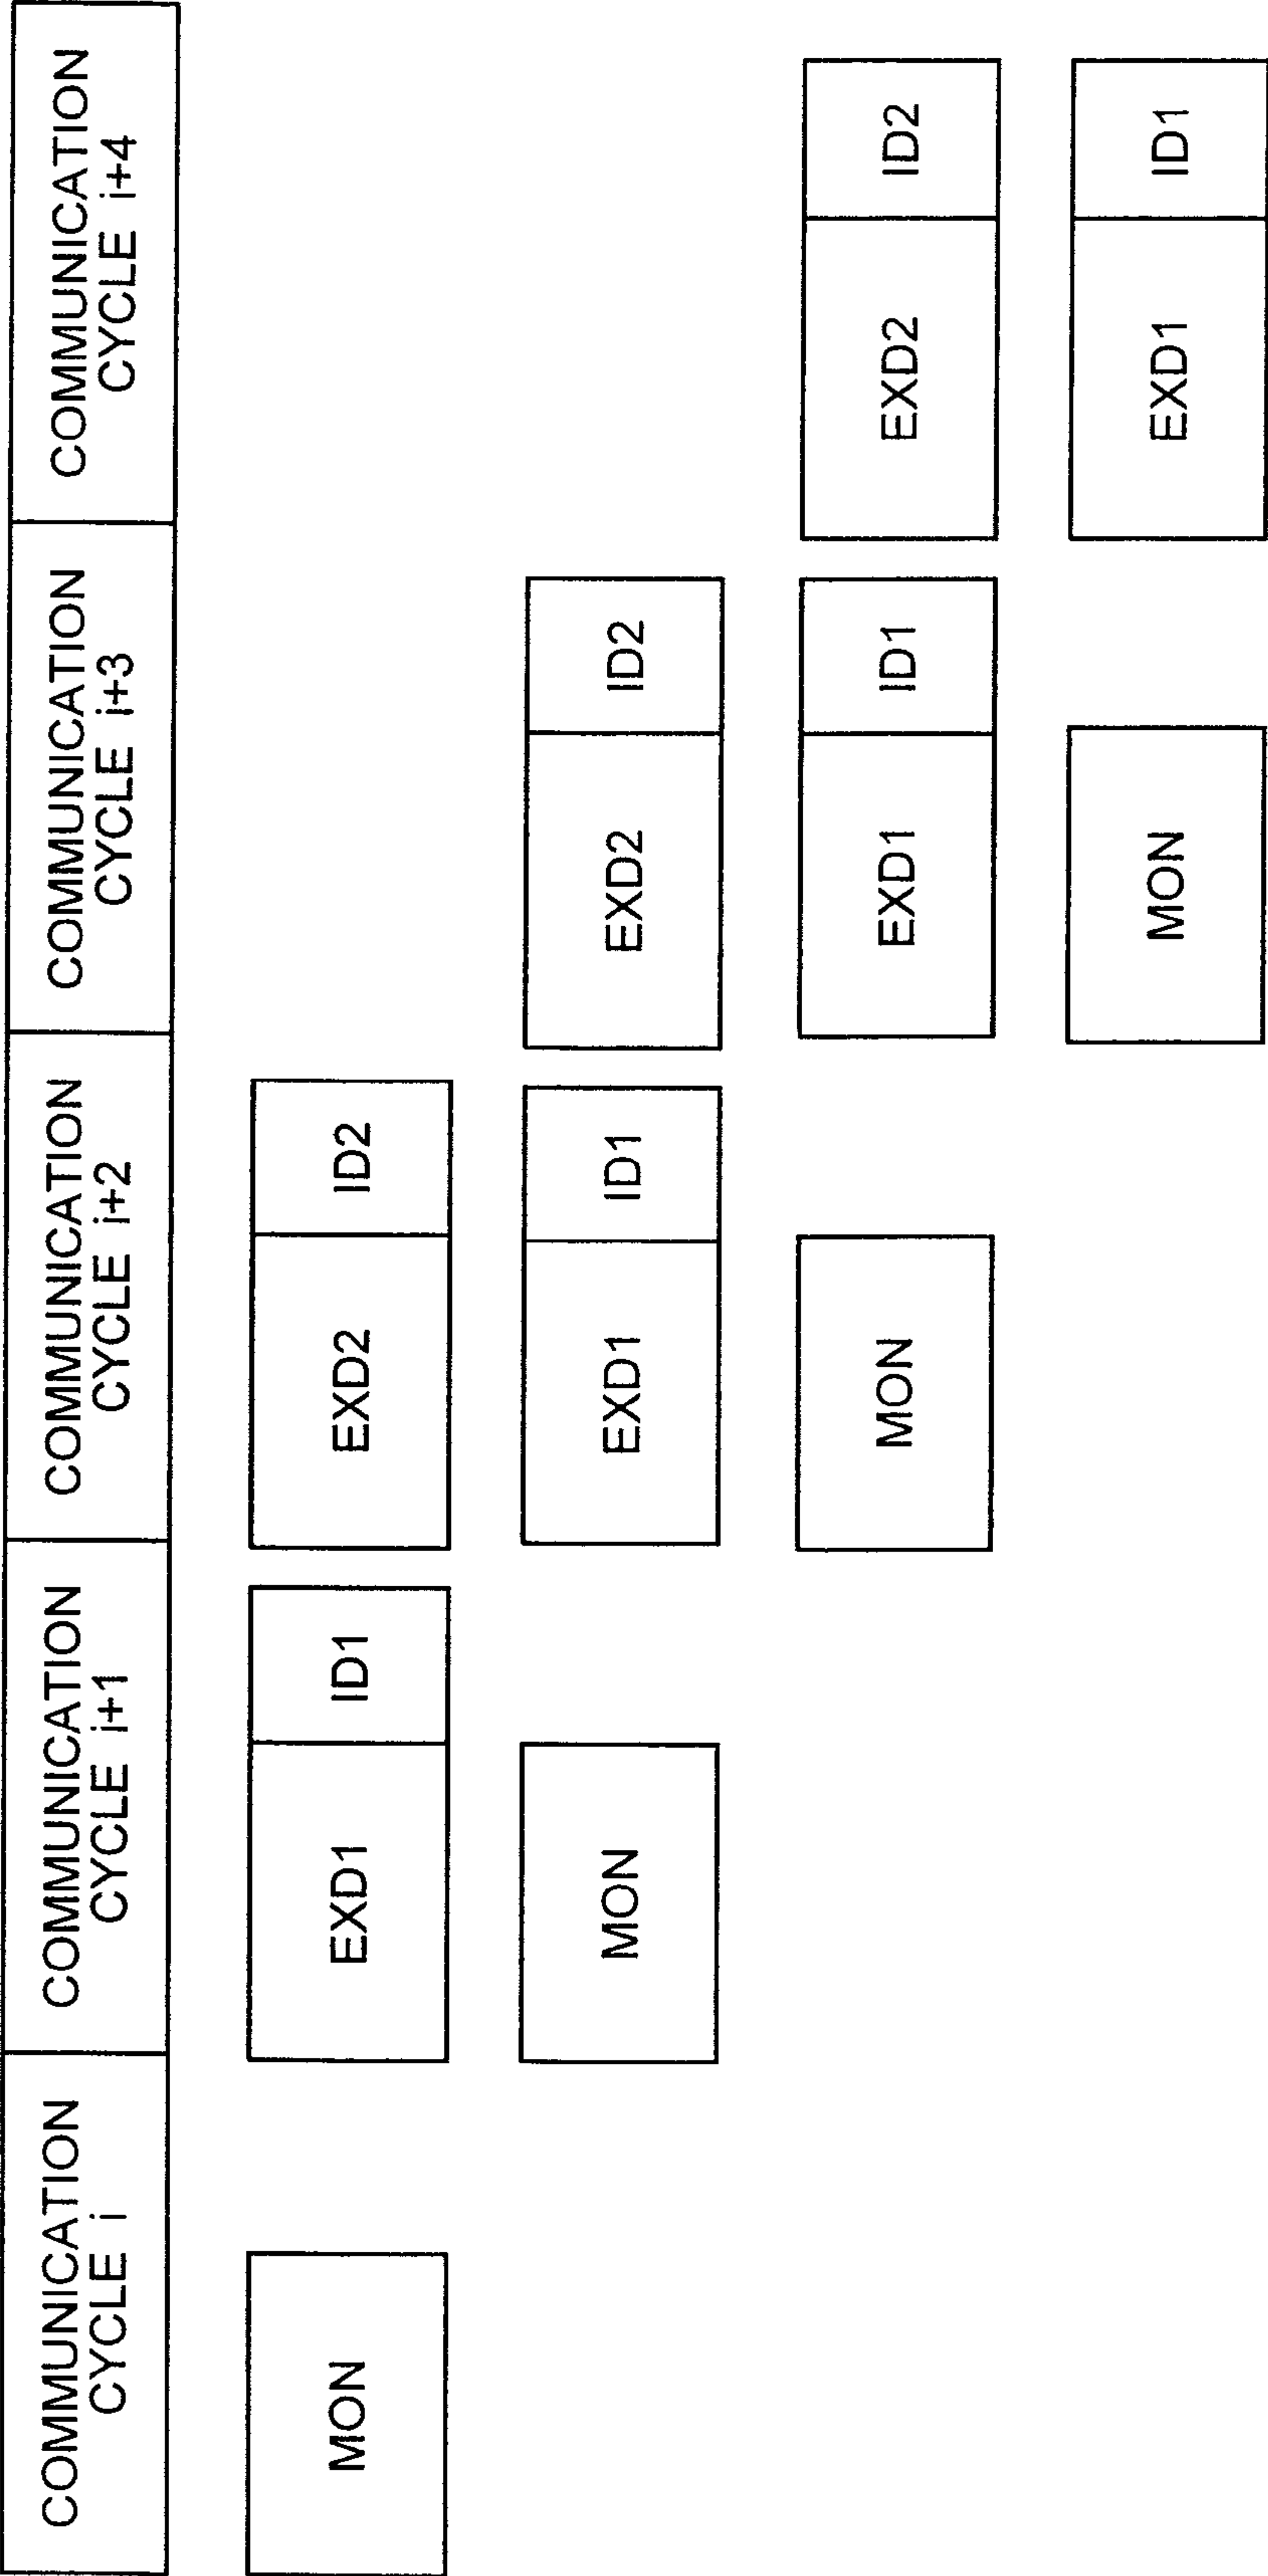 COMMUNICATION
CYCLE i
COMMUNICATION
CYCLE i+1
COMMUNICATION
CYCLE i+2
COMMUNICATION
CYCLE i+3
COMMUNICATION
CYCLE i+4
MON
EXD1
ID1
EXD2
ID2
MON
EXD1
ID1
EXD2
ID2
MON
EXD1
ID1
EXD2
ID2
MON
EXD1
ID1